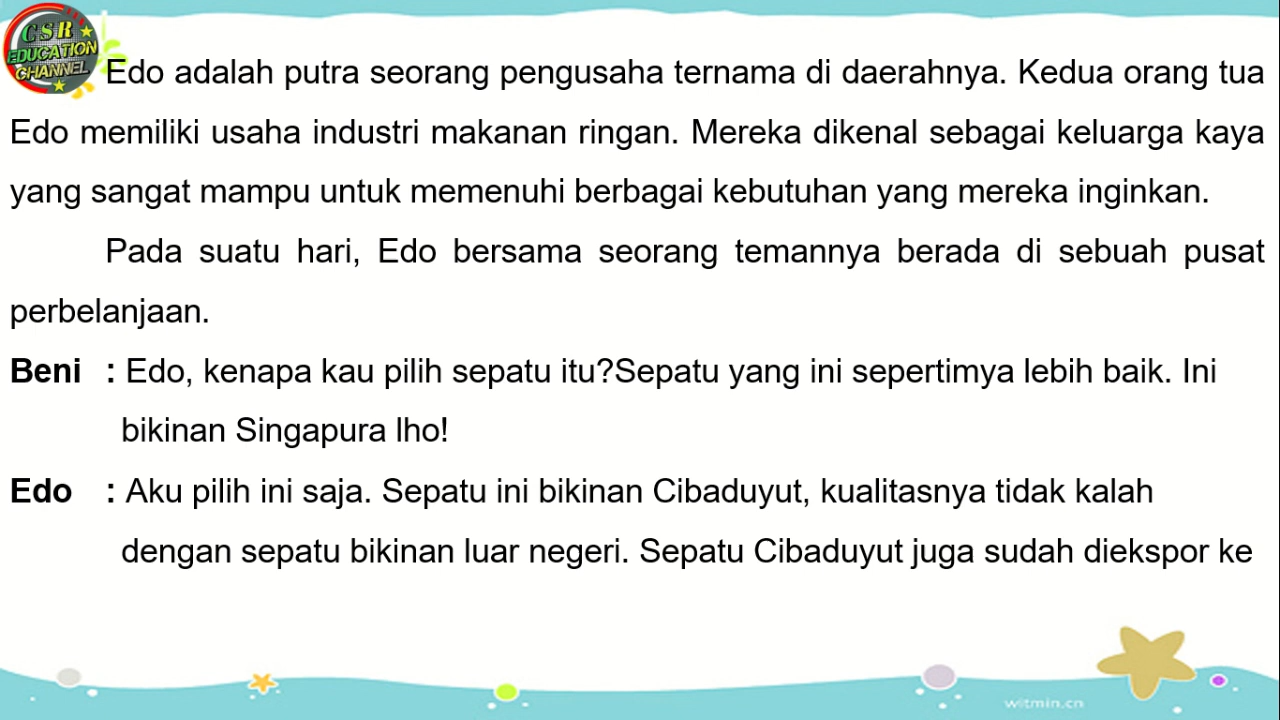 CSR
EDUCATION
CHANNEL
Edo adalah putra seorang pengusaha ternama di daerahnya. Kedua orang tua
Edo memiliki usaha industri makanan ringan. Mereka dikenal sebagai keluarga kaya
yang sangat mampu untuk memenuhi berbagai kebutuhan yang mereka inginkan.
Pada suatu hari, Edo bersama seorang temannya berada di sebuah pusat
perbelanjaan.
Beni : Edo, kenapa kau pilih sepatu itu?Sepatu yang ini sepertimya lebih baik. Ini
bikinan Singapura lho!
Edo : Aku pilih ini saja. Sepatu ini bikinan Cibaduyut, kualitasnya tidak kalah
dengan sepatu bikinan luar negeri. Sepatu Cibaduyut juga sudah diekspor ke
witmin.cn